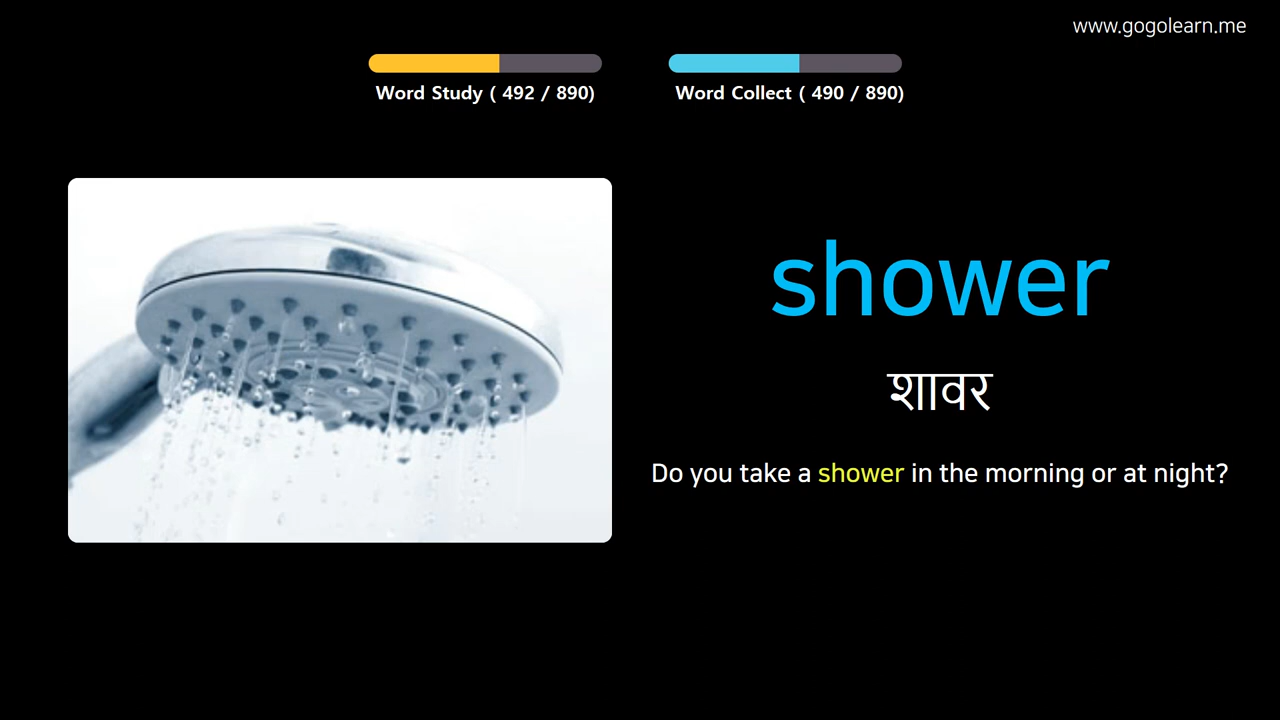 www.gogolearn.me
Word Study ( 492 / 890)
Word Collect ( 490 / 890)
shower
शावर
Do you take a shower in the morning or at night?